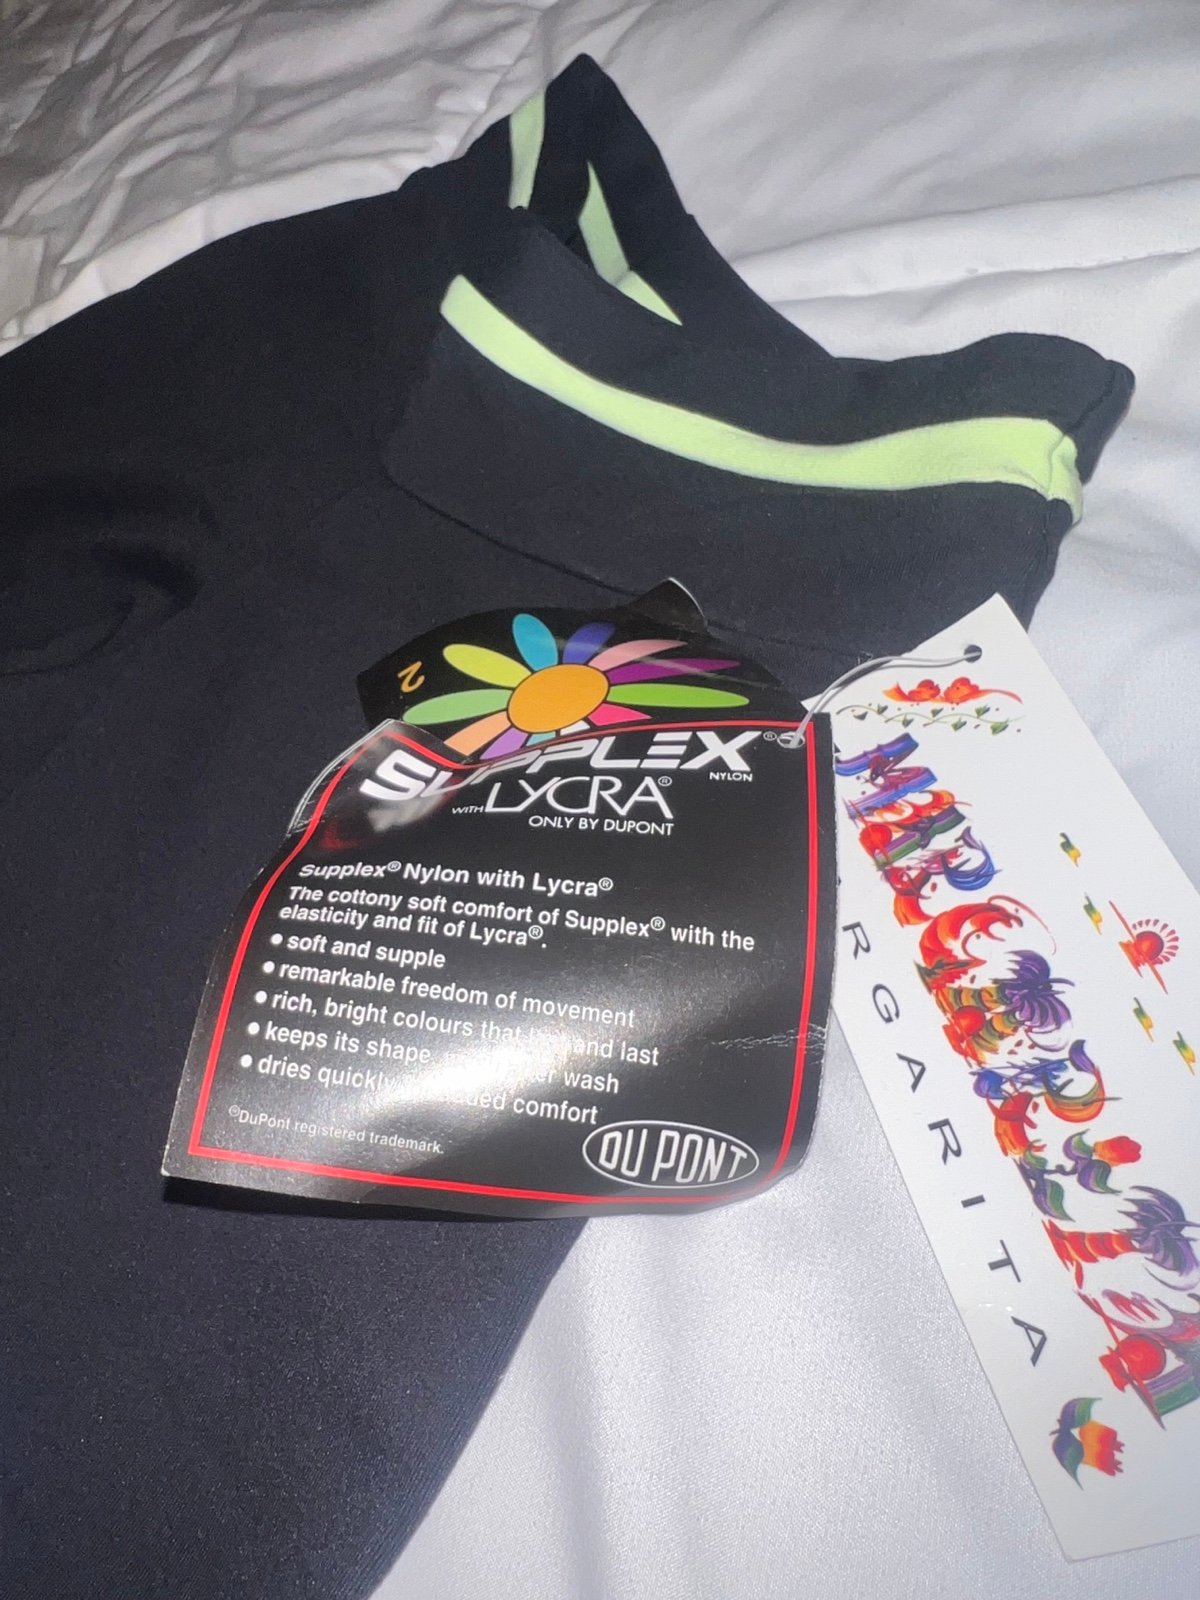 2
SUPPLEX®
NYLON
WITH LYCRA®
ONLY BY DUPONT
Supplex® Nylon with Lycra®
The cottony soft comfort of Supplex® with the
elasticity and fit of Lycra®.
• soft and supple
• remarkable freedom of movement
• rich, bright colours that and last
• keeps its shape wash
• dries quickly comfort
®DuPont registered trademark.
DU PONT
MARGARITA
RGARITA